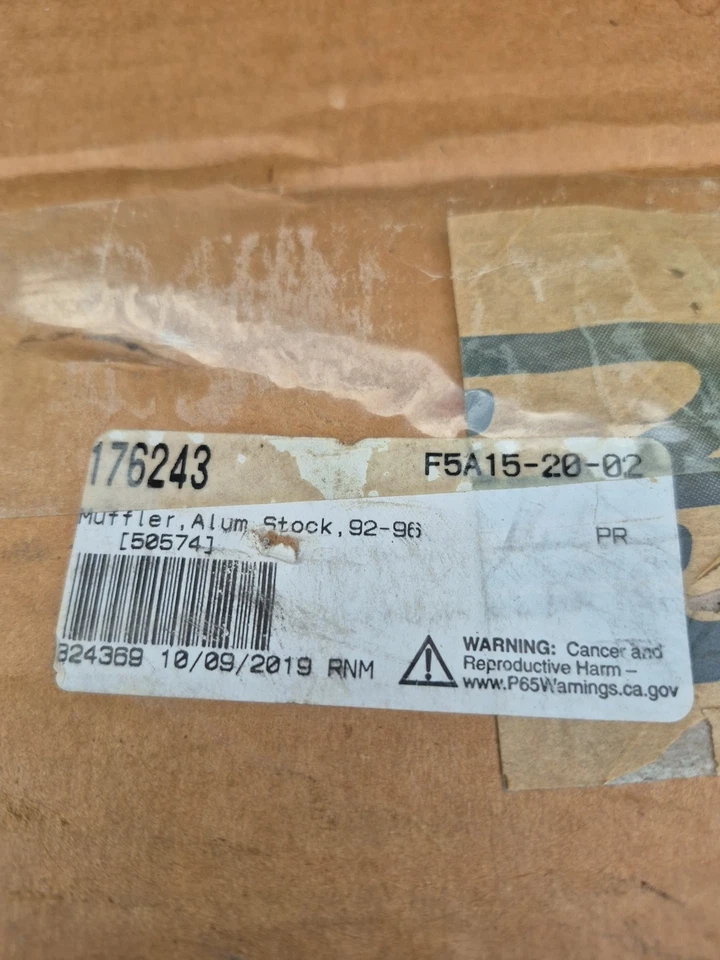 176243
F5A15-20-02
Muffler,Alum Stock,92-96
[50574]
PR
824369 10/09/2019 RNM
WARNING: Cancer and
Reproductive Harm –
www.P65Warnings.ca.gov